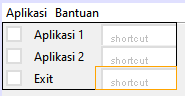 Aplikasi Bantuan
Aplikasi 1 shortcut
Aplikasi 2 shortcut
Exit shortcut